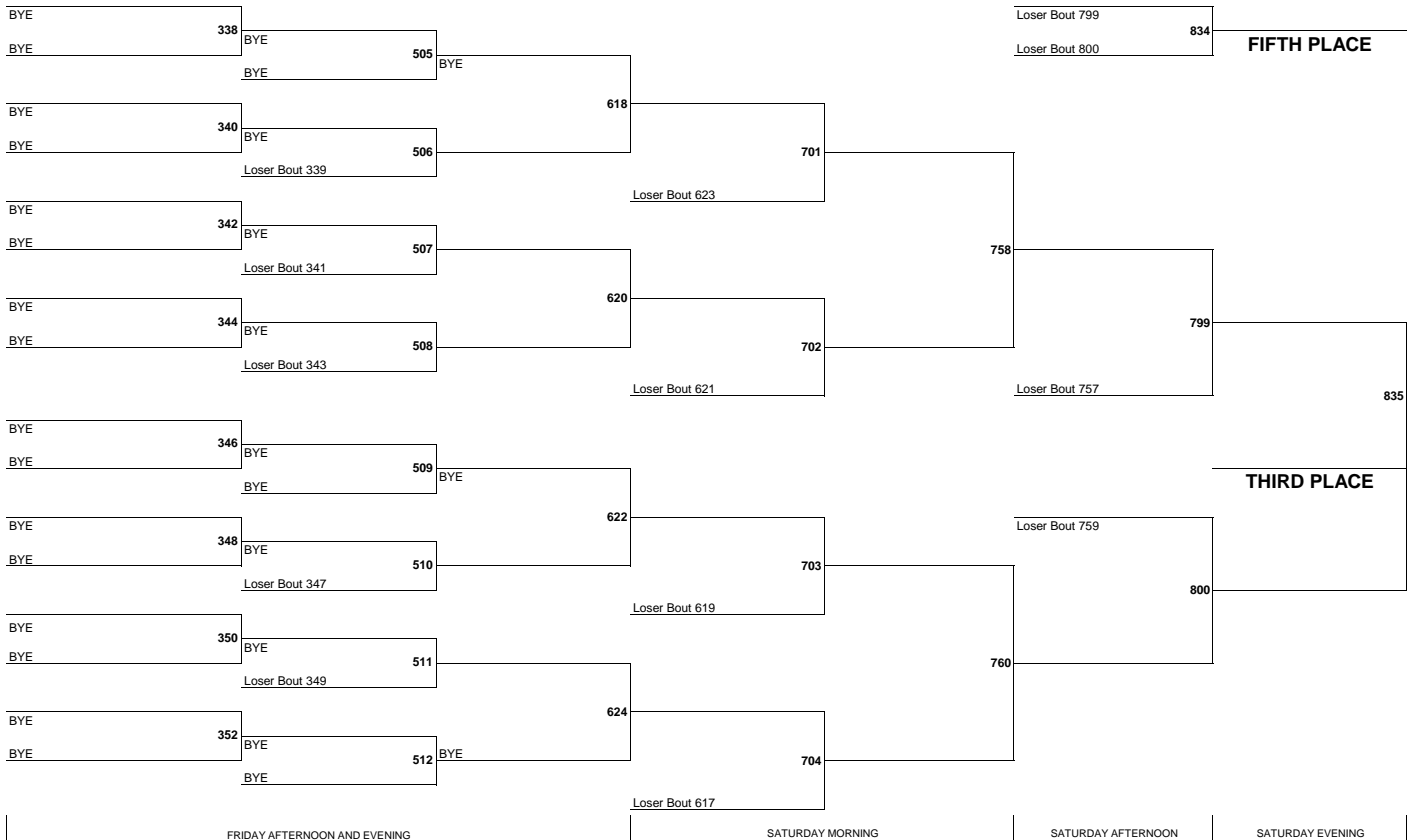 BYE
338
BYE
BYE
505
BYE
BYE
618
BYE
340
BYE
BYE
506
Loser Bout 339
701
Loser Bout 623
BYE
342
BYE
BYE
507
Loser Bout 341
758
620
BYE
344
BYE
BYE
508
Loser Bout 343
702
Loser Bout 621
Loser Bout 799
834
Loser Bout 800
FIFTH PLACE
799
Loser Bout 757
835
BYE
346
BYE
BYE
509
BYE
BYE
622
BYE
348
BYE
BYE
510
Loser Bout 347
703
Loser Bout 619
BYE
350
BYE
BYE
511
Loser Bout 349
760
624
BYE
352
BYE
BYE
512
BYE
BYE
704
Loser Bout 617
THIRD PLACE
Loser Bout 759
800
FRIDAY AFTERNOON AND EVENING
SATURDAY MORNING
SATURDAY AFTERNOON
SATURDAY EVENING